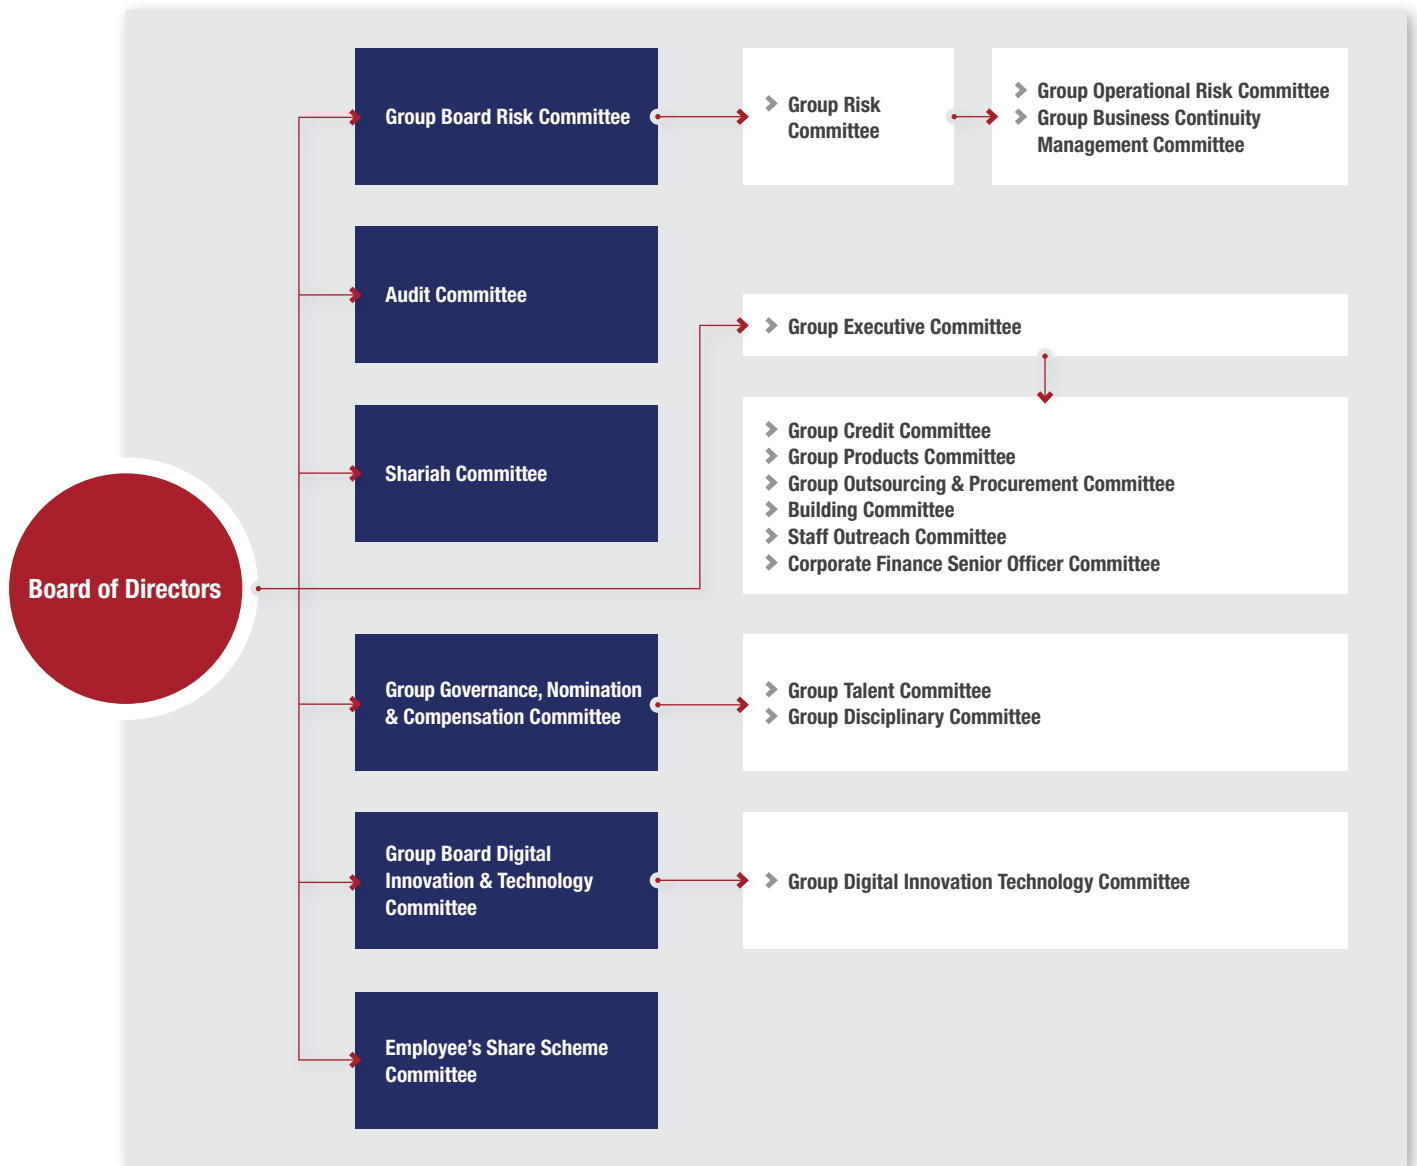 Board of Directors
Group Board Risk Committee
Group Risk
Committee
Group Operational Risk Committee
Group Business Continuity
Management Committee
Audit Committee
Group Executive Committee
Shariah Committee
Group Credit Committee
Group Products Committee
Group Outsourcing & Procurement Committee
Building Committee
Staff Outreach Committee
Corporate Finance Senior Officer Committee
Group Governance, Nomination
& Compensation Committee
Group Talent Committee
Group Disciplinary Committee
Group Board Digital
Innovation & Technology
Committee
Group Digital Innovation Technology Committee
Employee’s Share Scheme
Committee